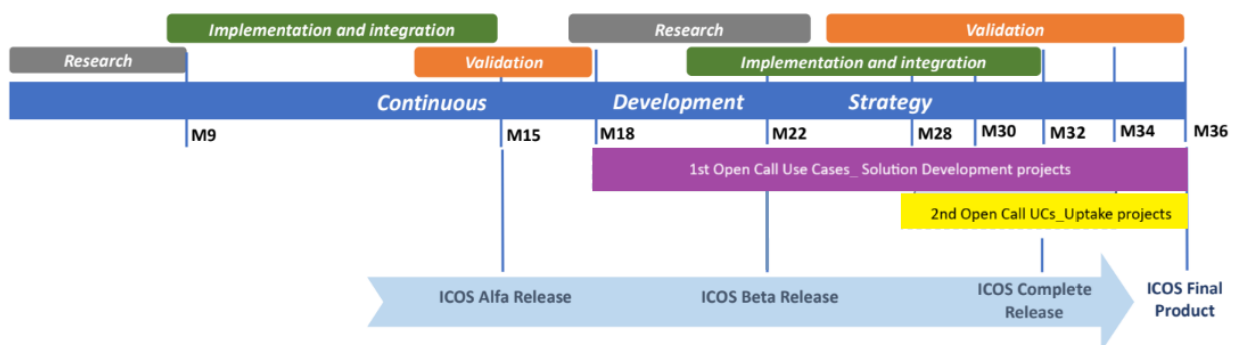 Implementation and integration
Research
Validation
Research
Validation
Implementation and integration
Continuous Development Strategy
M9
M15
M18
M22
M28
M30
M32
M34
M36
1st Open Call Use Cases_ Solution Development projects
2nd Open Call UCs_Uptake projects
ICOS Alfa Release
ICOS Beta Release
ICOS Complete
Release
ICOS Final
Product